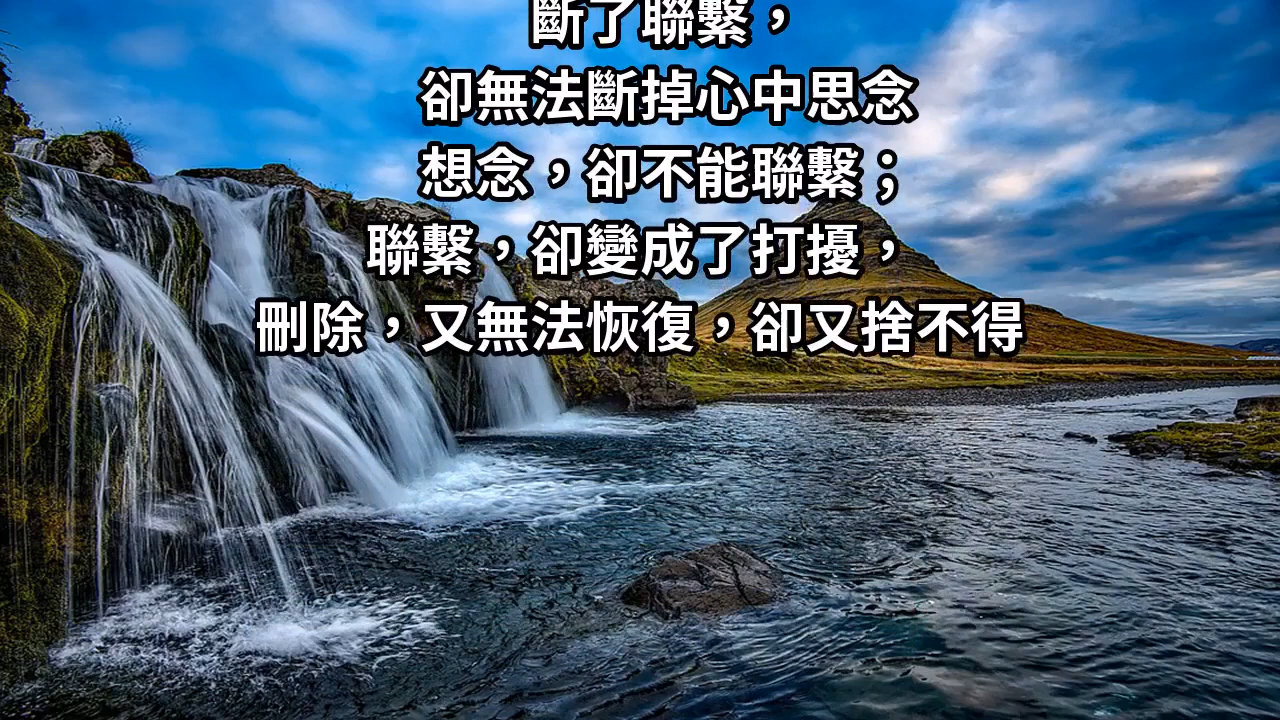 斷了聯繫，
卻無法斷掉心中思念
想念，卻不能聯繫；
聯繫，卻變成了打擾，
刪除，又無法恢復，卻又捨不得